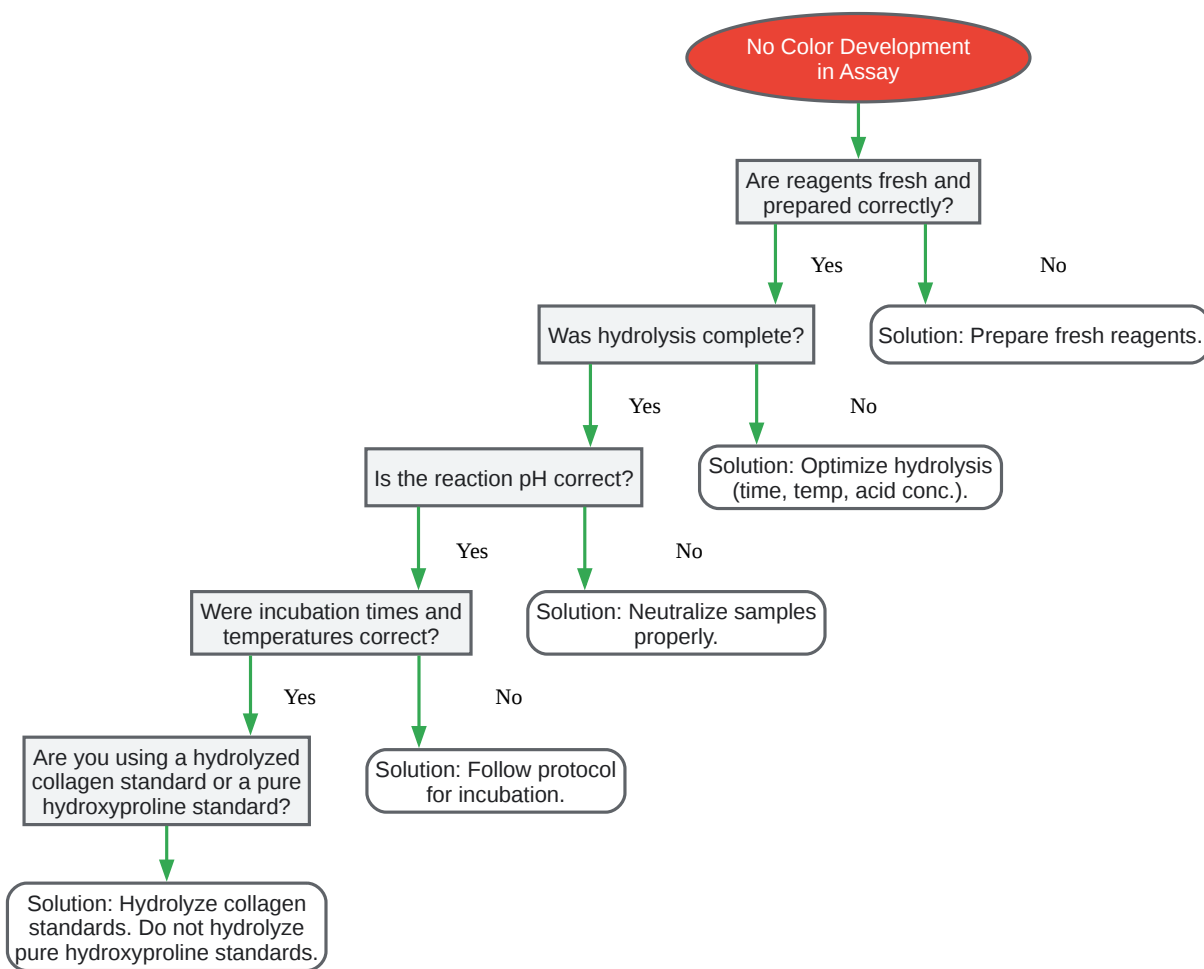 No Color Development
in Assay
Are reagents fresh and
prepared correctly?
Yes
No
Was hydrolysis complete?
Solution: Prepare fresh reagents.
Yes
No
Is the reaction pH correct?
Solution: Optimize hydrolysis
(time, temp, acid conc.).
Yes
No
Were incubation times and
temperatures correct?
Solution: Neutralize samples
properly.
Yes
No
Are you using a hydrolyzed
collagen standard or a pure
hydroxyproline standard?
Solution: Follow protocol
for incubation.
Solution: Hydrolyze collagen
standards. Do not hydrolyze
pure hydroxyproline standards.